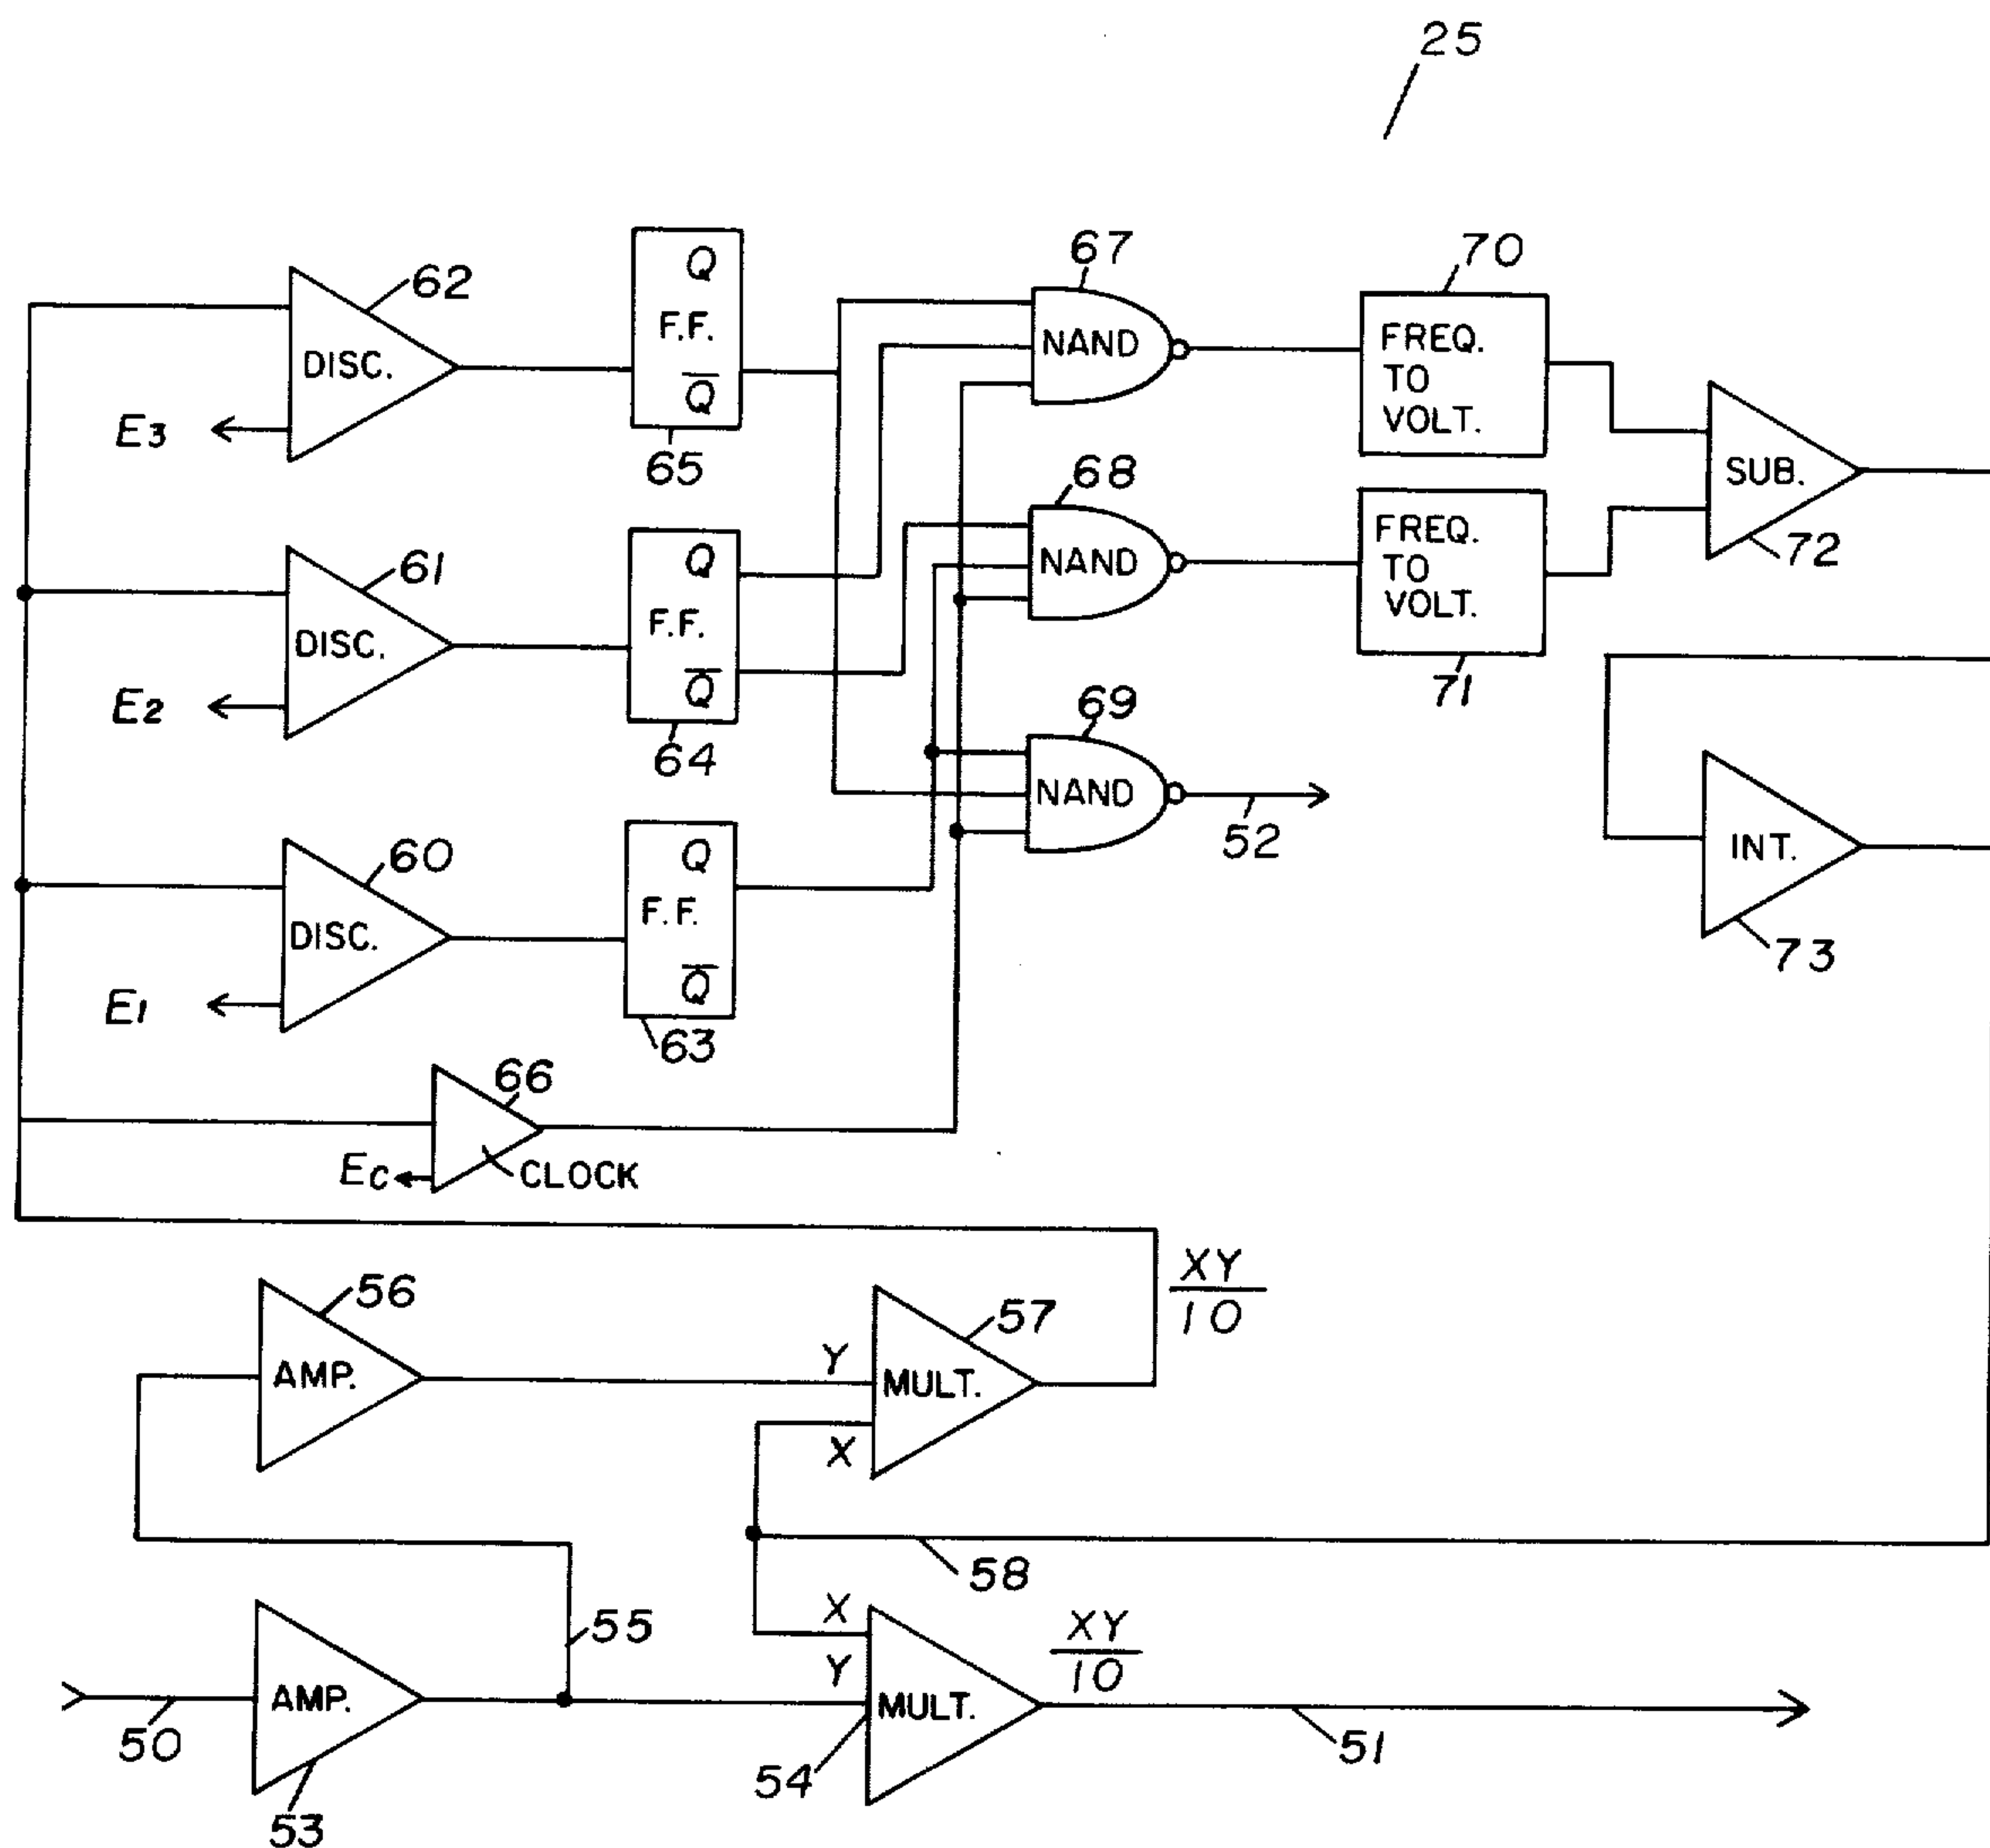 25
67
70
62
Q
F.F.
Q̅
65
DISC.
E3
NAND
FREQ.
TO
VOLT.
SUB.
72
68
61
Q
F.F.
Q̅
64
DISC.
E2
NAND
FREQ.
TO
VOLT.
71
69
NAND
52
INT.
73
60
Q
F.F.
Q̅
63
DISC.
E1
66
Ec
CLOCK
XY
10
56
AMP.
Y
X
57
MULT.
58
55
X
Y
XY
10
50
AMP.
53
54
MULT.
51